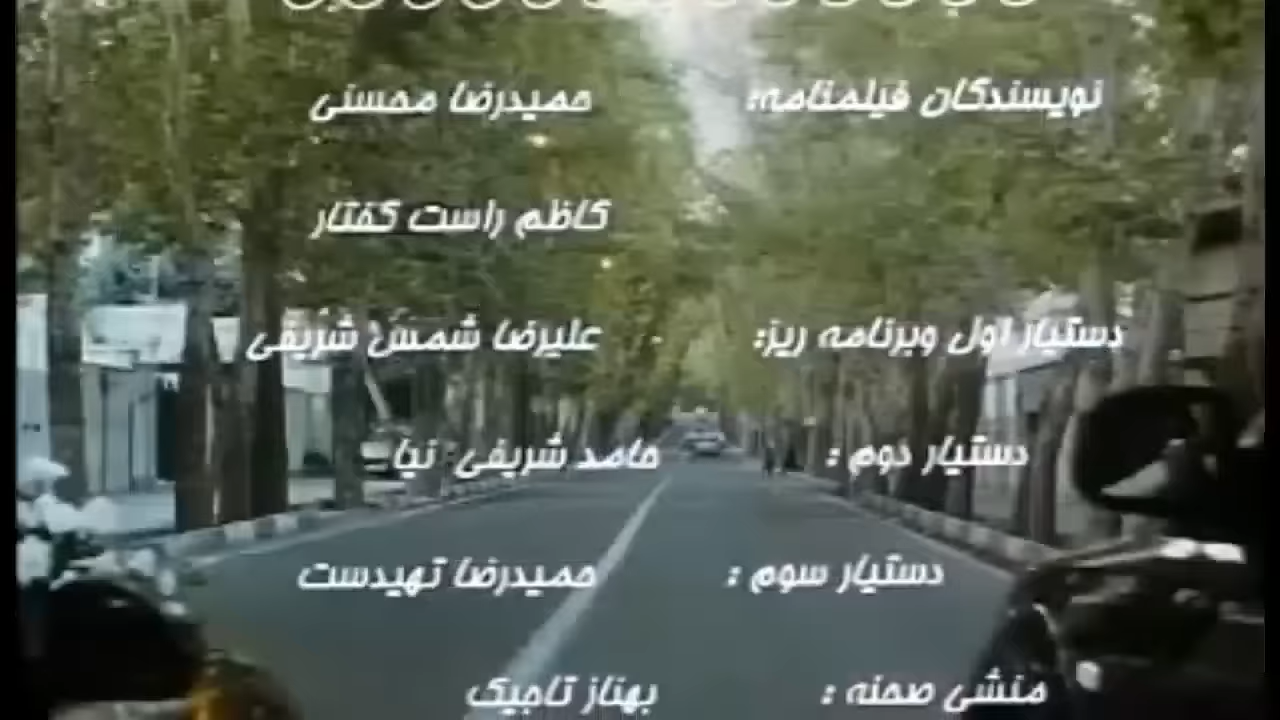 نویسندگان فیلمنامه: حمیدرضا محسنی
کاظم راست گفتار
دستیار اول وبرنامه ریز: علیرضا شمس شریفی
دستیار دوم : حامد شریفی نیا
دستیار سوم : حمیدرضا تهیدست
منشی صحنه : بهناز تاجیک